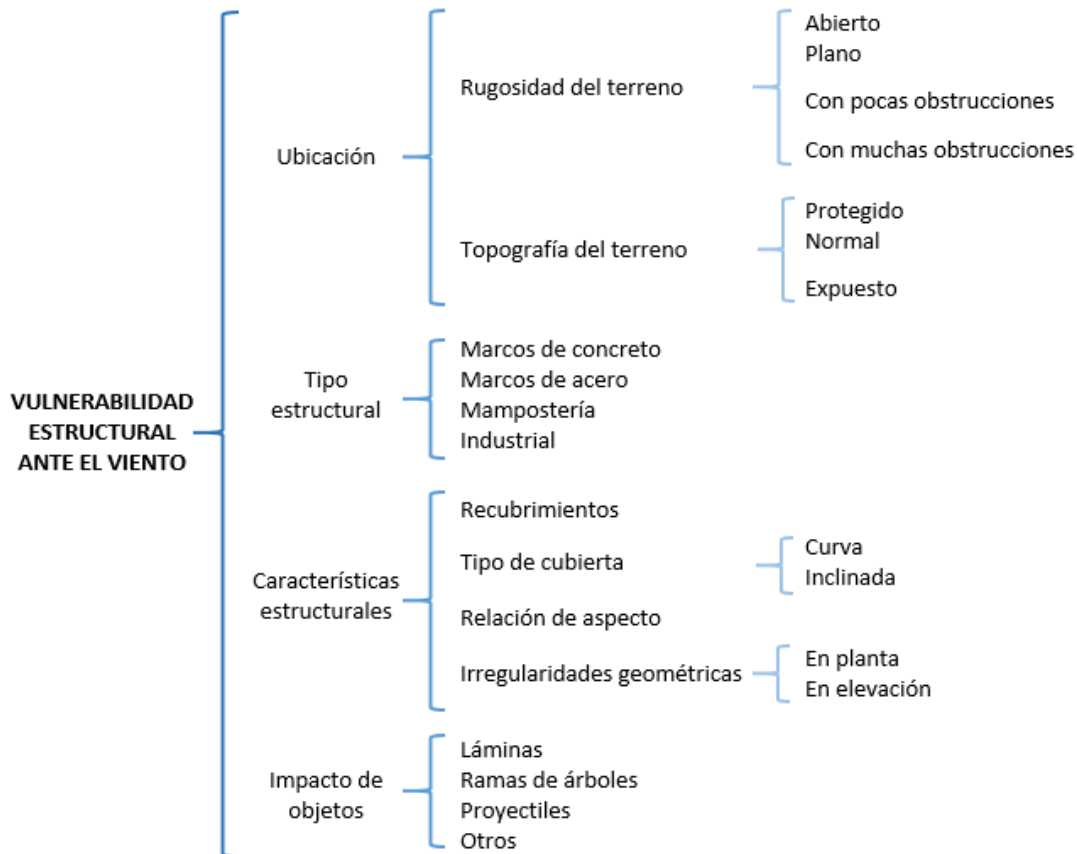 VULNERABILIDAD
ESTRUCTURAL
ANTE EL VIENTO
Ubicación
Rugosidad del terreno
Abierto
Plano
Con pocas obstrucciones
Con muchas obstrucciones
Topografía del terreno
Protegido
Normal
Expuesto
Tipo
estructural
Marcos de concreto
Marcos de acero
Mampostería
Industrial
Características
estructurales
Recubrimientos
Tipo de cubierta
Curva
Inclinada
Relación de aspecto
Irregularidades geométricas
En planta
En elevación
Impacto de
objetos
Láminas
Ramas de árboles
Proyectiles
Otros